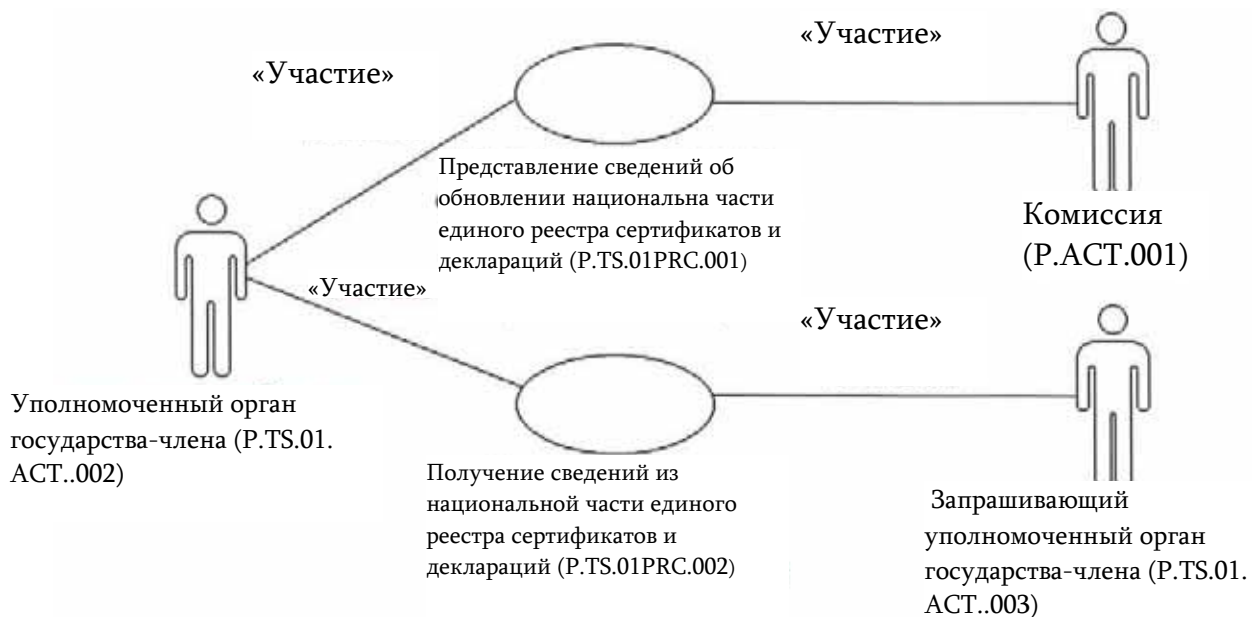 «Участие»
«Участие»
Представление сведений об
обновлении национальна части
единого реестра сертификатов и
деклараций (P.TS.01PRC.001)
Комиссия
(P.ACT.001)
«Участие»
«Участие»
Уполномоченный орган
государства-члена (P.TS.01.
ACT..002)
Получение сведений из
национальной части единого
реестра сертификатов и
деклараций (P.TS.01PRC.002)
Запрашивающий
уполномоченный орган
государства-члена (P.TS.01.
ACT..003)